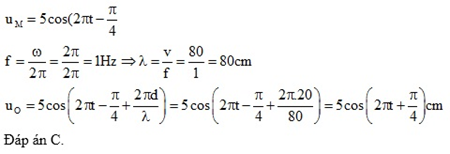 u_M = 5cos(2πt - π/4
f = ω/2π = 2π/2π = 1Hz ⇒ λ = v/f = 80/1 = 80cm
u_O = 5cos(2πt - π/4 + 2πd/λ) = 5cos(2πt - π/4 + 2π.20/80) = 5cos(2πt + π/4)cm
Đáp án C.